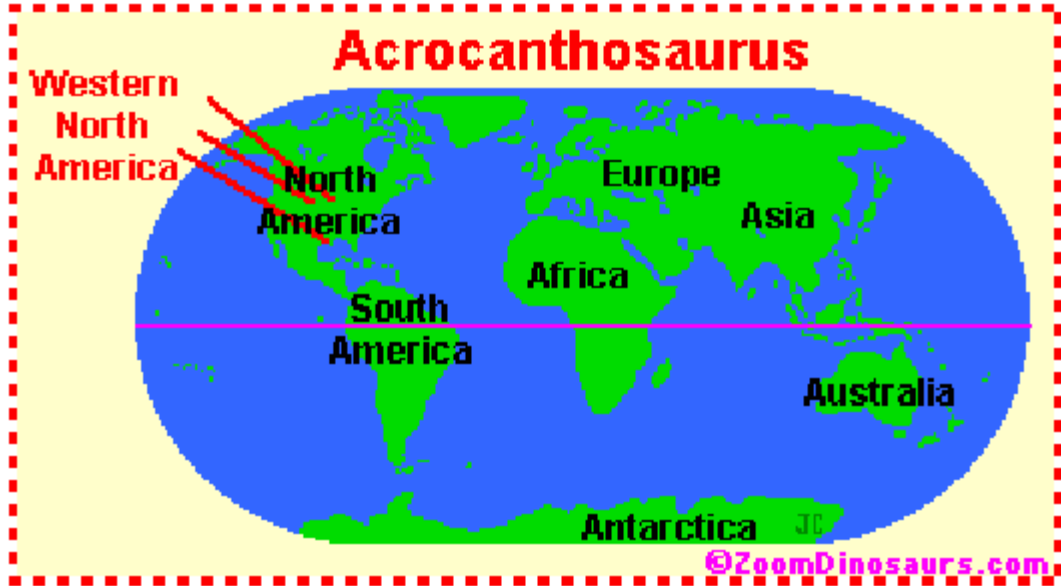 Acrocanthosaurus
Western
North
America
North
America
Europe
Asia
Africa
South
America
Australia
Antarctica
JC
©ZoomDinosaurs.com